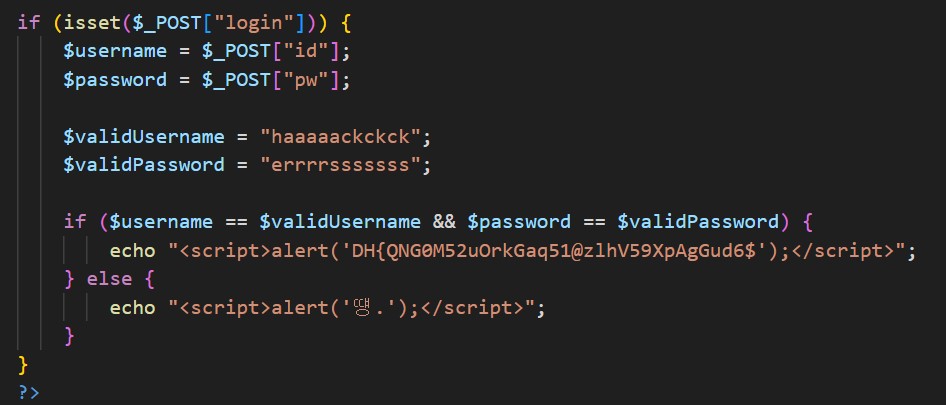 if (isset($_POST["login"])) {
$username = $_POST["id"];
$password = $_POST["pw"];
$validUsername = "haaaaackckck";
$validPassword = "errrrsssssss";
if ($username == $validUsername && $password == $validPassword) {
echo "<script>alert('DH{QNG0M52uOrkGaq51@zlhV59XpAgGud6$');</script>";
} else {
echo "<script>alert('땡.');</script>";
}
}
?>